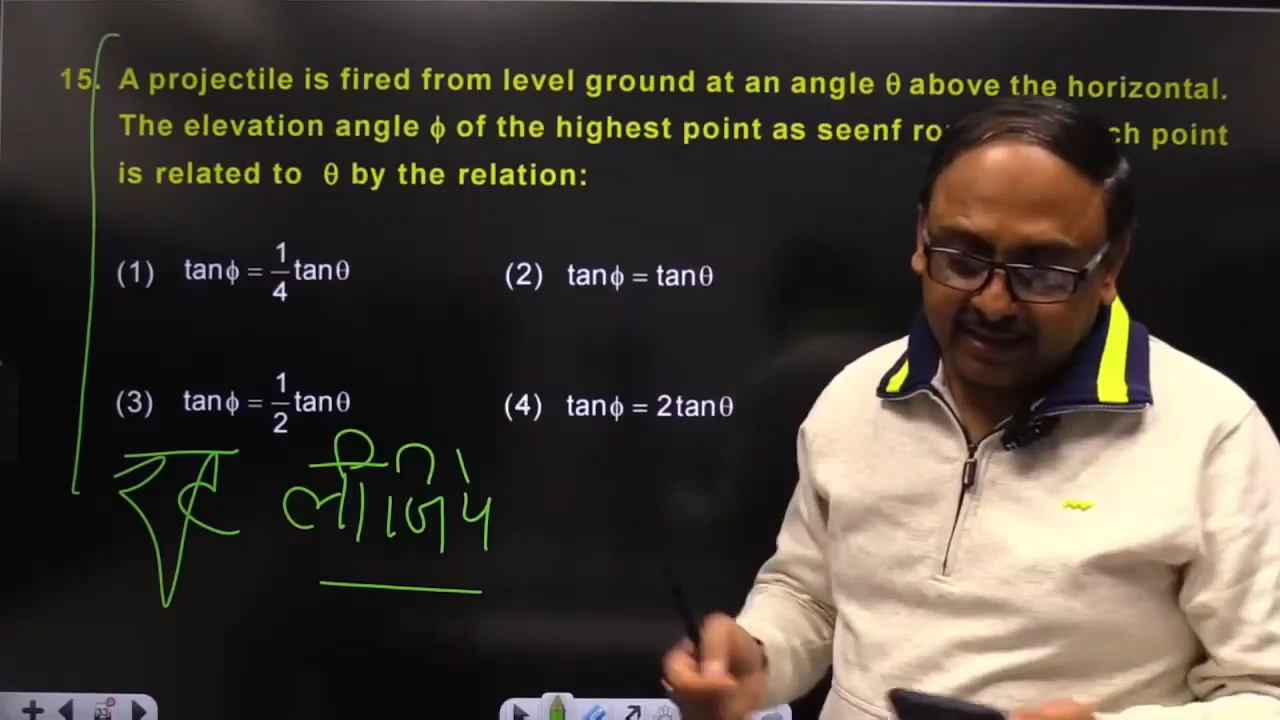 15. A projectile is fired from level ground at an angle θ above the horizontal.
The elevation angle ϕ of the highest point as seenf ch point
is related to θ by the relation:
(1) tanϕ = 1/4 tanθ (2) tanϕ = tanθ
(3) tanϕ = 1/2 tanθ (4) tanϕ = 2tanθ
रट लीजिये